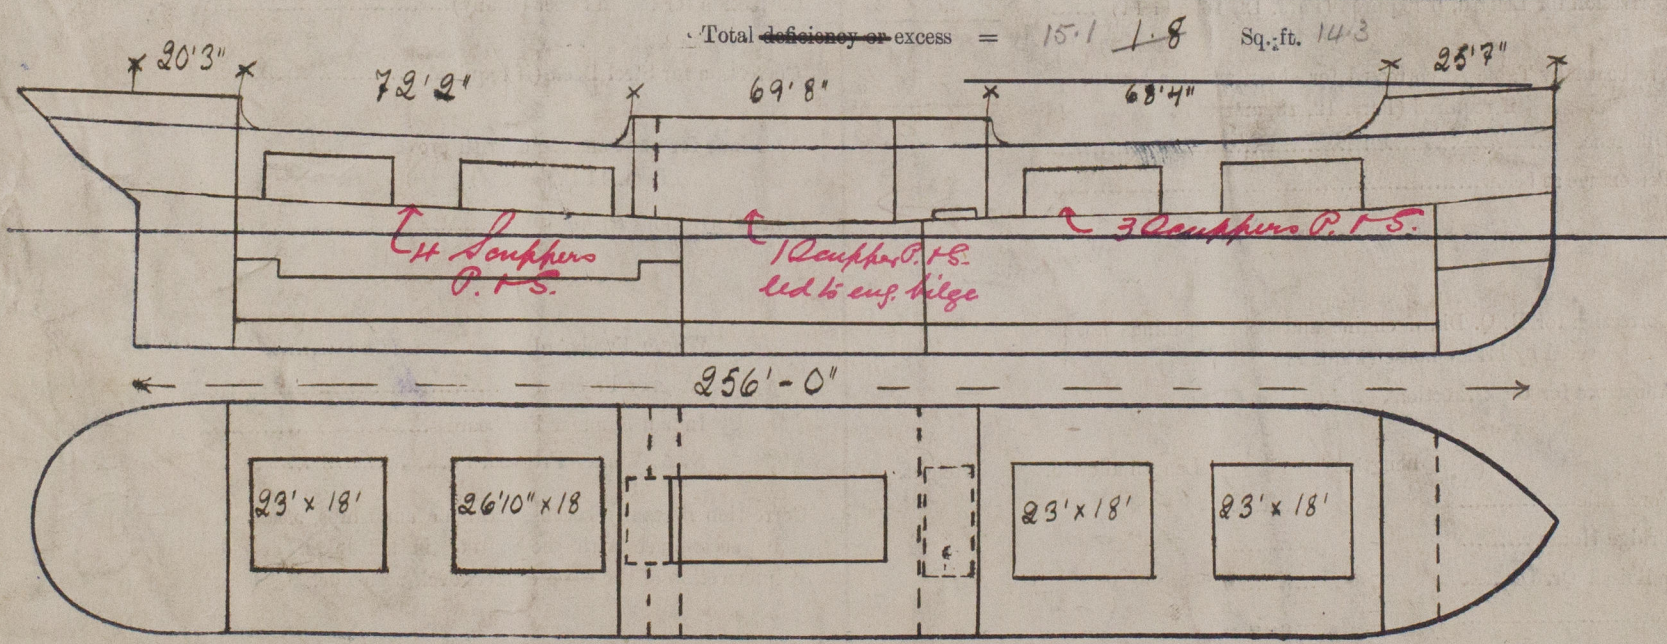 Total deficiency or excess = 15.1 1.8 Sq. ft. 14.3
20'3" 72'2" 69'8" 68'4" 25'7"
4 Scuppers
P. & S.
1 Scupper P. & S.
led to eng. bilge
3 Scuppers P. & S.
256'-0"
23' x 18' 26'10" x 18 23' x 18' 23' x 18'